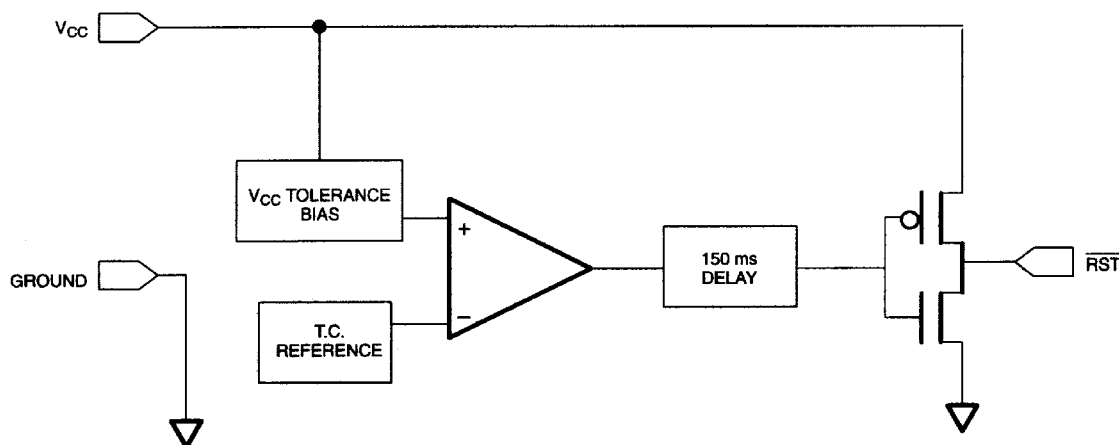 VCC
VCC TOLERANCE
BIAS
+
150 ms
DELAY
RST
GROUND
−
T.C.
REFERENCE